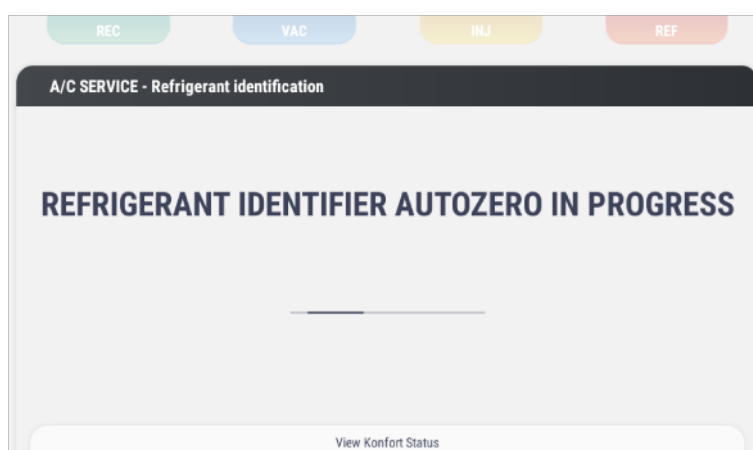 REC VAC INJ REF
A/C SERVICE - Refrigerant identification
REFRIGERANT IDENTIFIER AUTOZERO IN PROGRESS
View Konfort Status